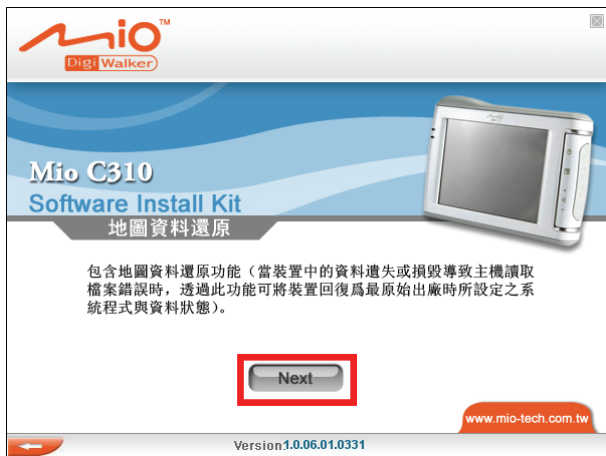 Mio™
DigiWalker
Mio C310
Software Install Kit
地圖資料還原
包含地圖資料還原功能（當裝置中的資料遺失或損毀導致主機讀取
檔案錯誤時，透過此功能可將裝置回復爲最原始出廠時所設定之系
統程式與資料狀態）。
Next
www.mio-tech.com.tw
Version:1.0.06.01.0331